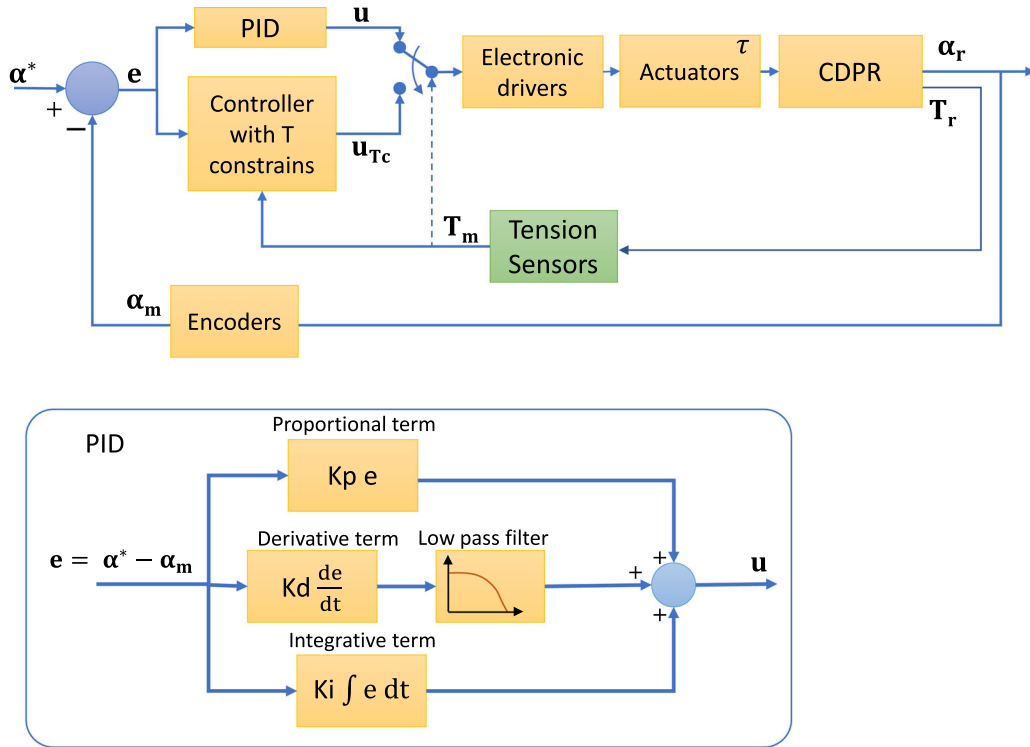 PID
u
α*
e
+
−
Controller
with T
constrains
u_Tc
Electronic
drivers
Actuators
τ
CDPR
α_r
T_r
T_m
Tension
Sensors
α_m
Encoders
PID
Proportional term
Kp e
e = α* − α_m
Derivative term
Kd de/dt
Low pass filter
+
+
+
u
Integrative term
Ki ∫ e dt